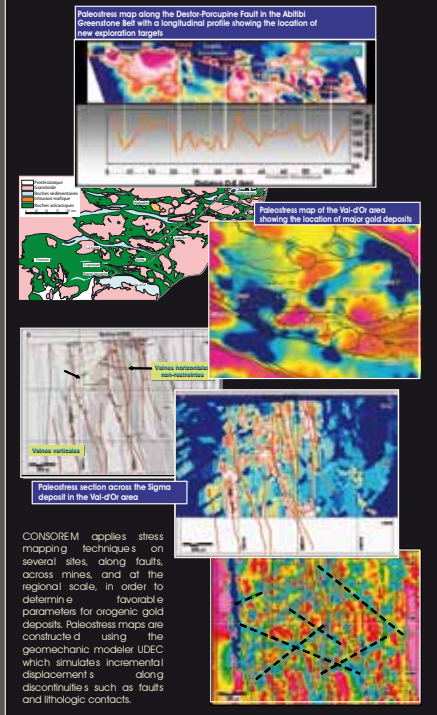 Paleostress map along the Destor-Porcupine Fault in the Abitibi
Greenstone Belt with a longitudinal profile showing the location of
new exploration targets
Protérozoïque
Granitoïde
Roches sédimentaires
Intrusion mafique
Roches volcaniques
Paleostress map of the Val-d'Or area
showing the location of major gold deposits
Veines horizontales
non-restreintes
Veines verticales
Paleostress section across the Sigma
deposit in the Val-d'Or area
CONSOREM applies stress
mapping techniques on
several sites, along faults,
across mines, and at the
regional scale, in order to
determine favorable
parameters for orogenic gold
deposits. Paleostress maps are
constructed using the
geomechanic modeler UDEC
which simulates incremental
displacements along
discontinuities such as faults
and lithologic contacts.